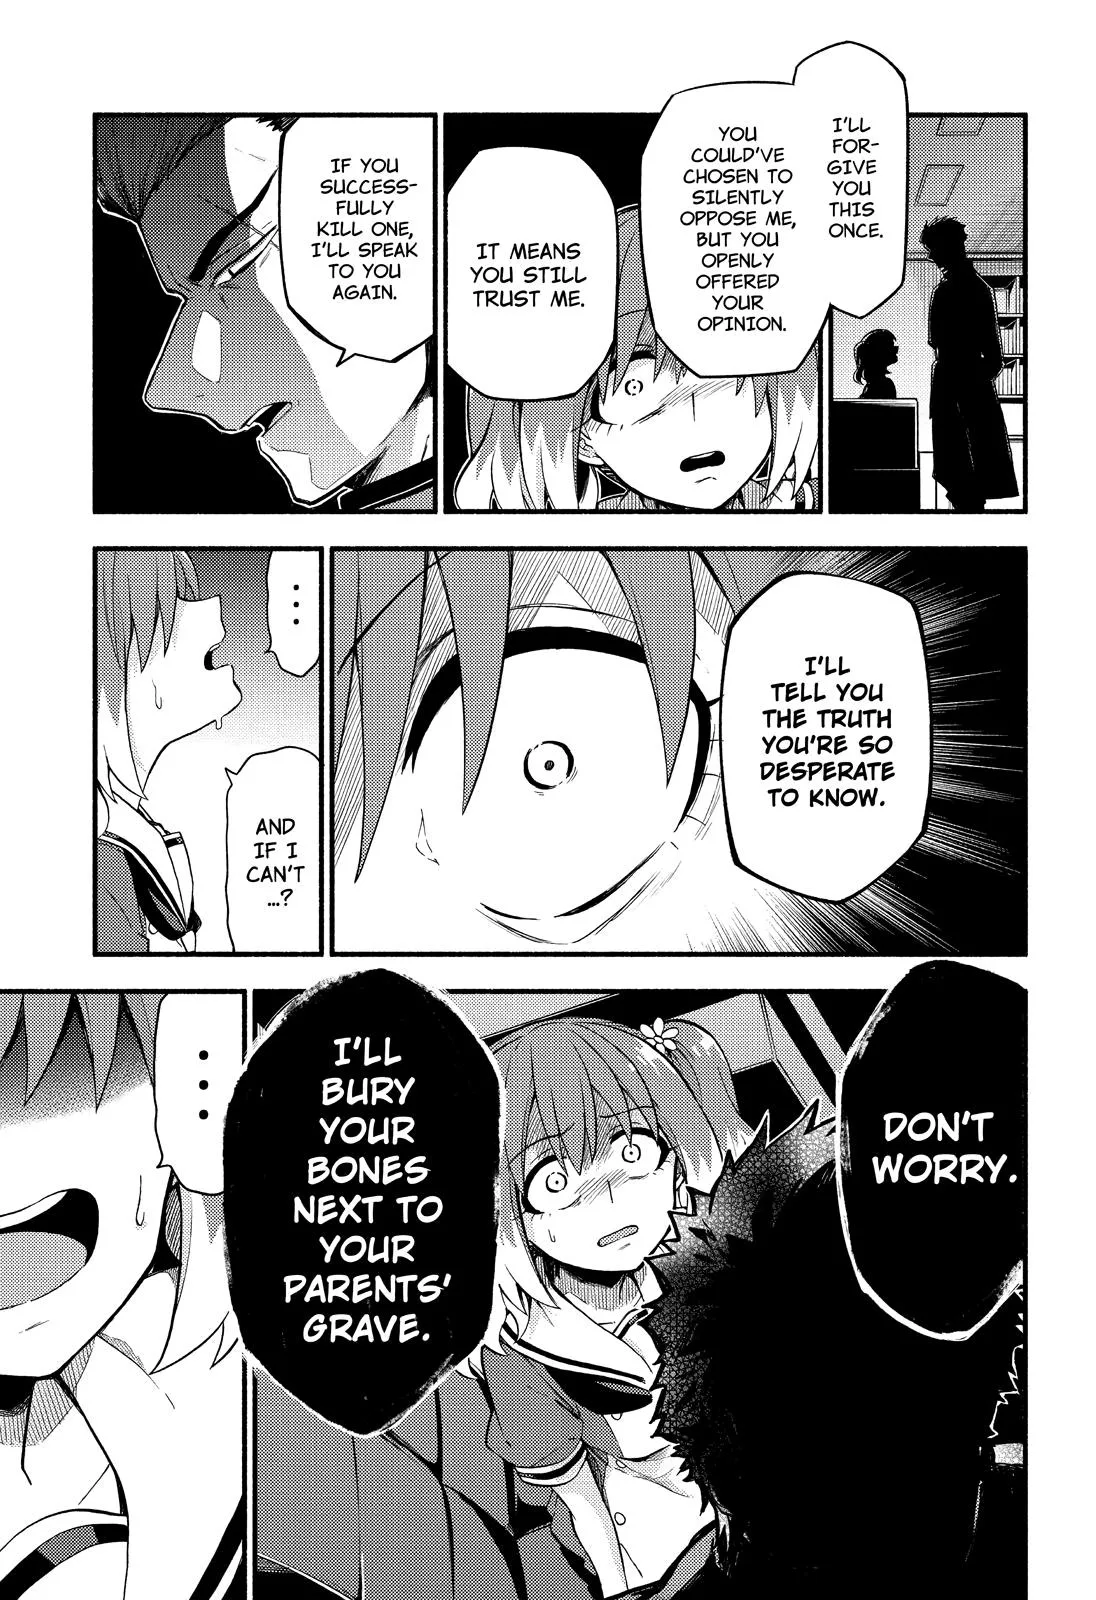 I'LL
FOR-
GIVE
YOU
THIS
ONCE.
YOU
COULD'VE
CHOSEN TO
SILENTLY
OPPOSE ME,
BUT YOU
OPENLY
OFFERED
YOUR
OPINION.
IT MEANS
YOU STILL
TRUST ME.
IF YOU
SUCCESS-
FULLY
KILL ONE,
I'LL SPEAK
TO YOU
AGAIN.
I'LL
TELL YOU
THE TRUTH
YOU'RE SO
DESPERATE
TO KNOW.
...
AND
IF I
CAN'T
...?
DON'T
WORRY.
I'LL
BURY
YOUR
BONES
NEXT TO
YOUR
PARENTS'
GRAVE.
...